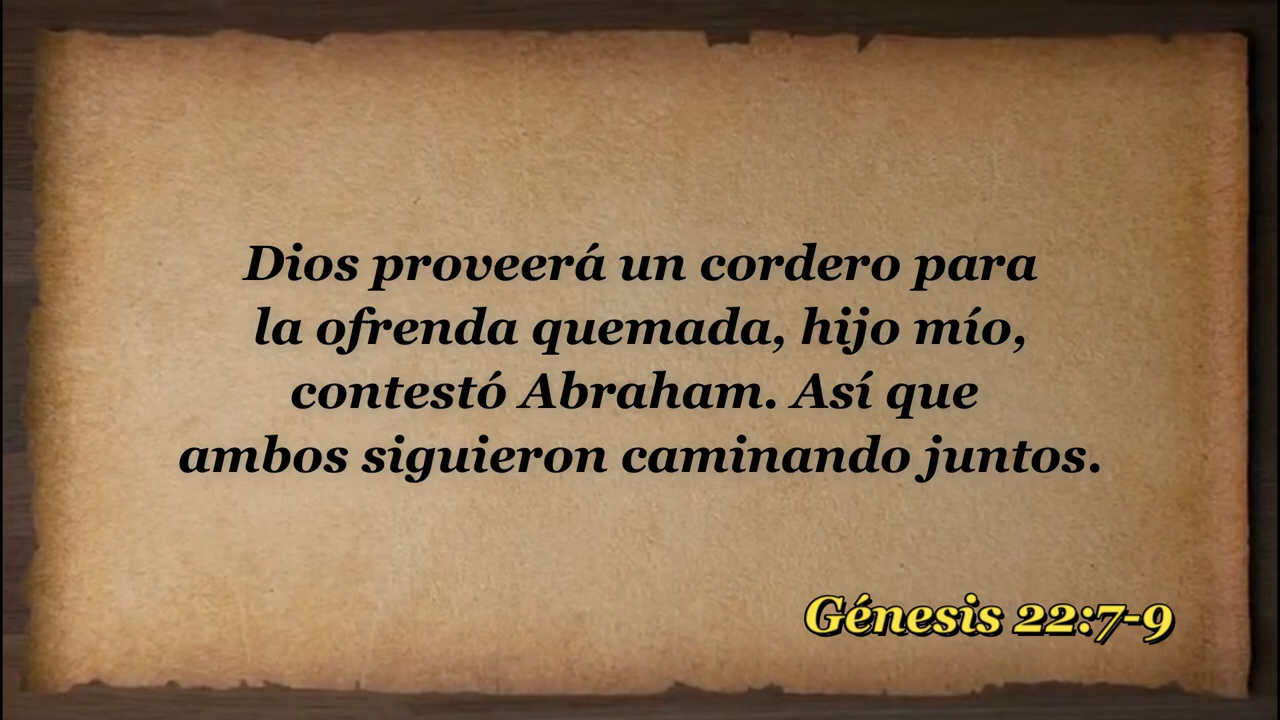 Dios proveerá un cordero para
la ofrenda quemada, hijo mío,
contestó Abraham. Así que
ambos siguieron caminando juntos.
Génesis 22:7-9